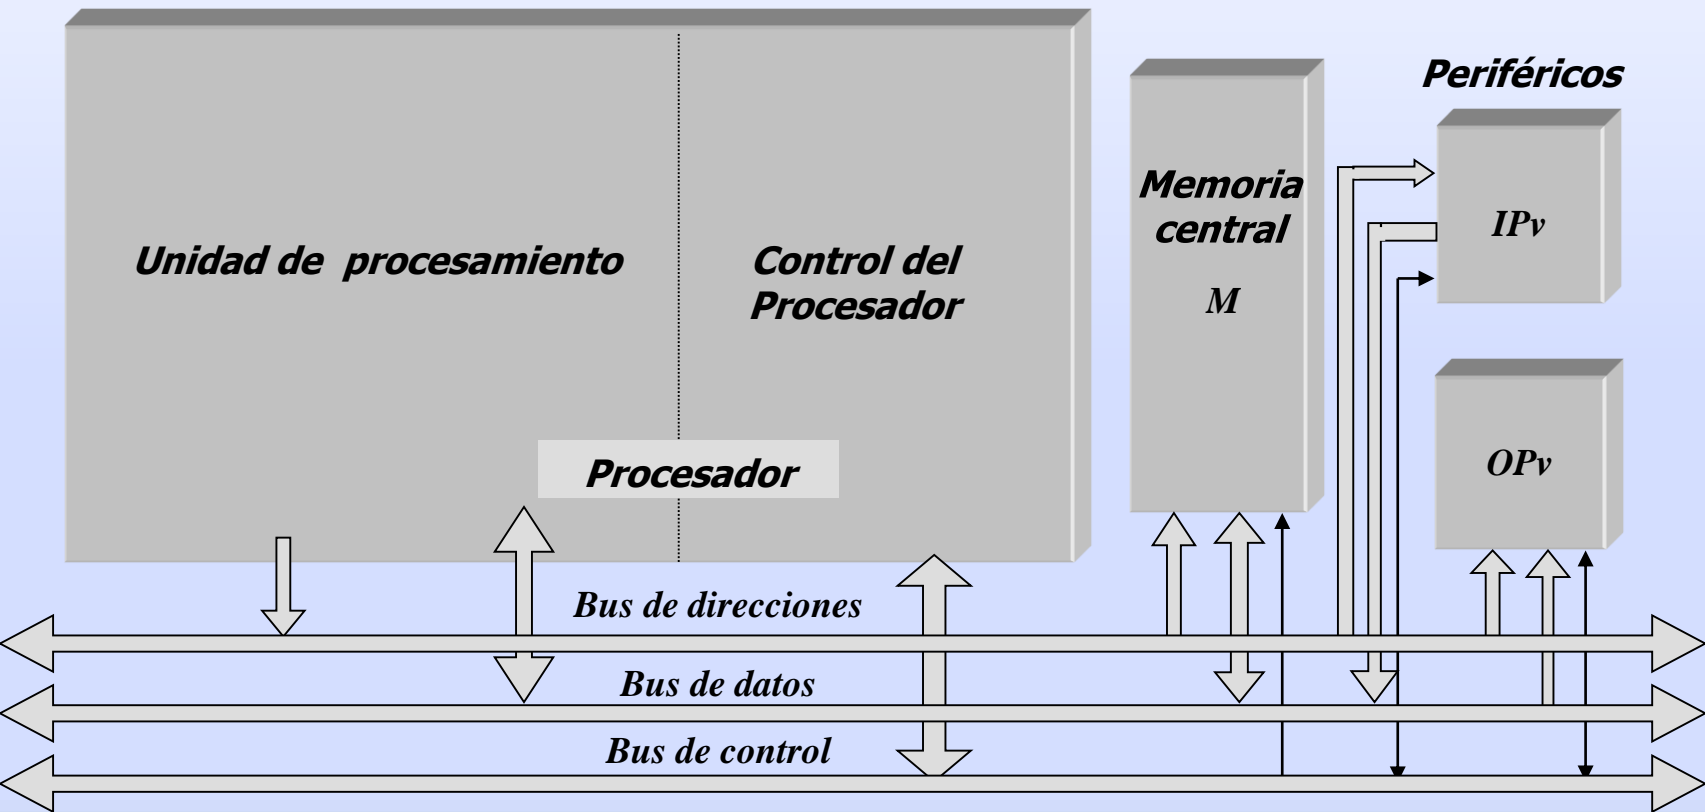 Periféricos
Unidad de procesamiento
Control del
Procesador
Procesador
Memoria
central
M
IPv
OPv
Bus de direcciones
Bus de datos
Bus de control